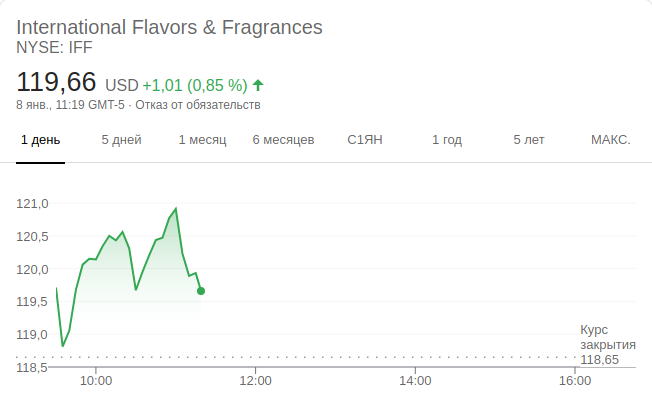 International Flavors & Fragrances
NYSE: IFF
119,66 USD +1,01 (0,85 %)
8 янв., 11:19 GMT-5 · Отказ от обязательств
1 день 5 дней 1 месяц 6 месяцев С1ЯН 1 год 5 лет МАКС.
121,0
120,5
120,0
119,5
119,0
118,5
Курс
закрытия
118,65
10:00 12:00 14:00 16:00